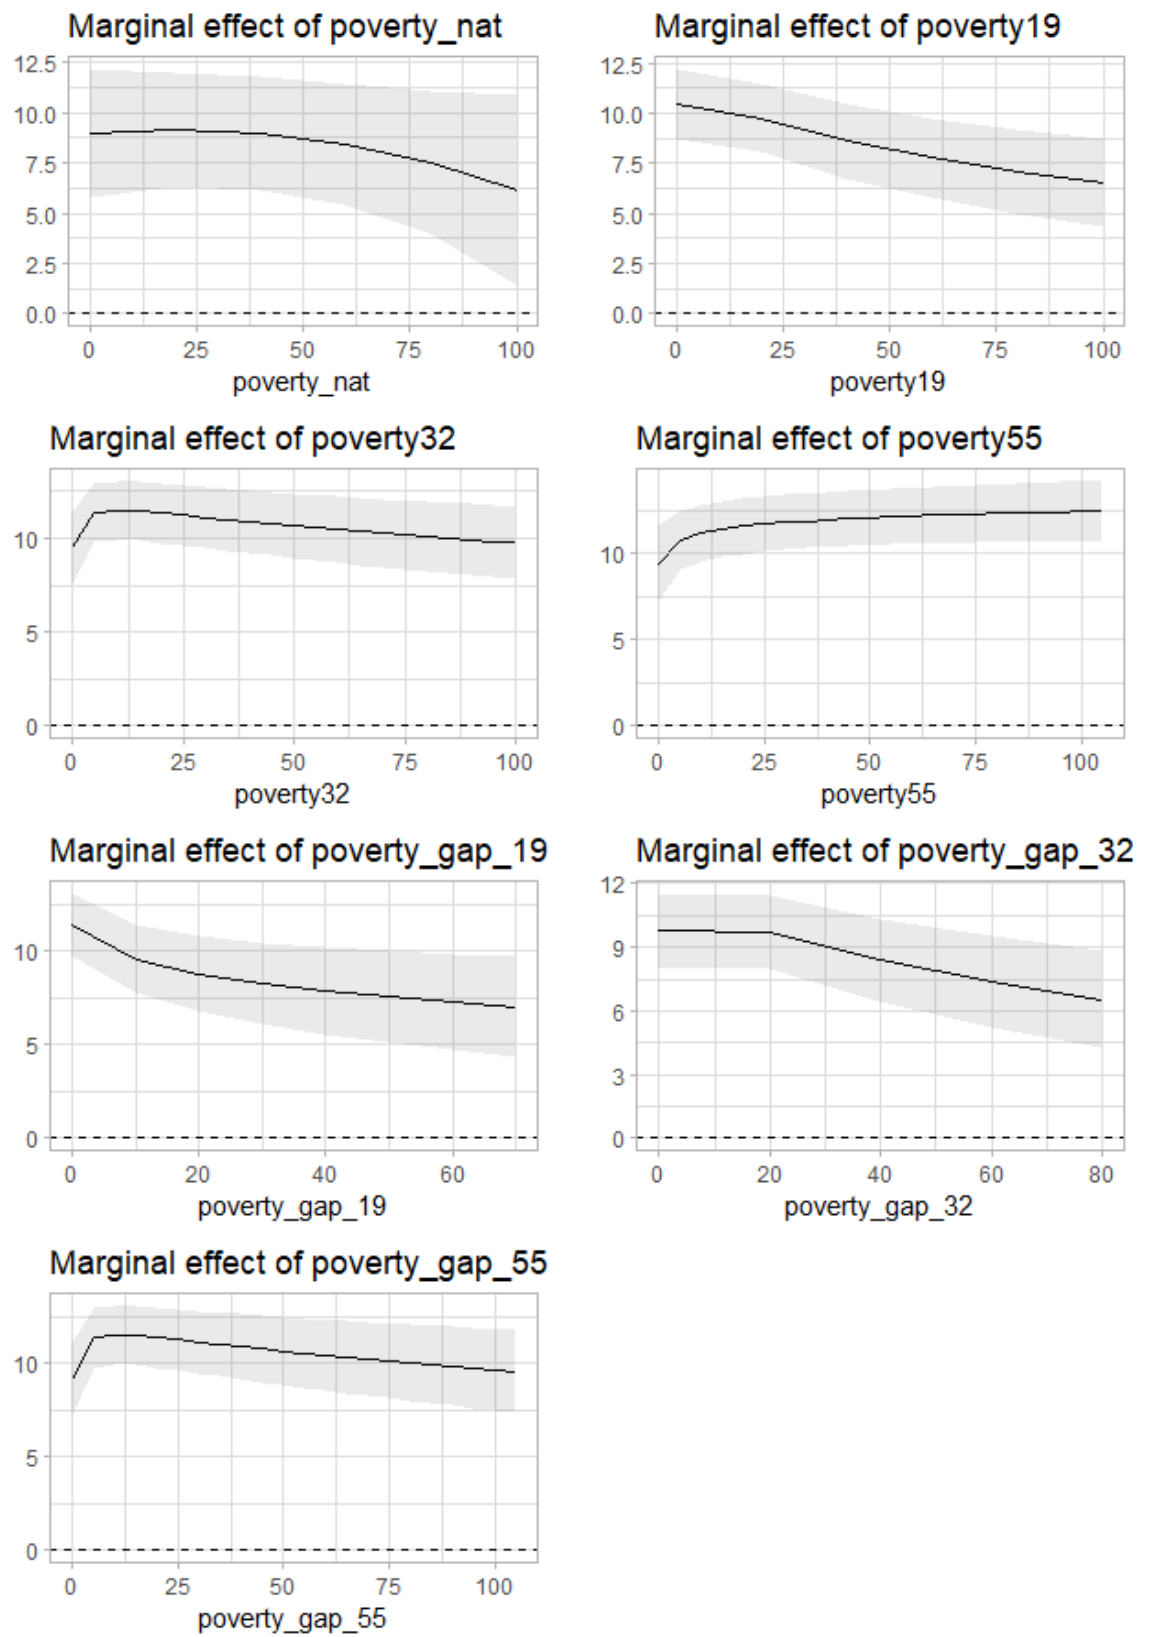 Marginal effect of poverty_nat
12.5
10.0
7.5
5.0
2.5
0.0
0 25 50 75 100
poverty_nat
Marginal effect of poverty19
12.5
10.0
7.5
5.0
2.5
0.0
0 25 50 75 100
poverty19
Marginal effect of poverty32
10
5
0
0 25 50 75 100
poverty32
Marginal effect of poverty55
10
5
0
0 25 50 75 100
poverty55
Marginal effect of poverty_gap_19
10
5
0
0 20 40 60
poverty_gap_19
Marginal effect of poverty_gap_32
12
9
6
3
0
0 20 40 60 80
poverty_gap_32
Marginal effect of poverty_gap_55
10
5
0
0 25 50 75 100
poverty_gap_55